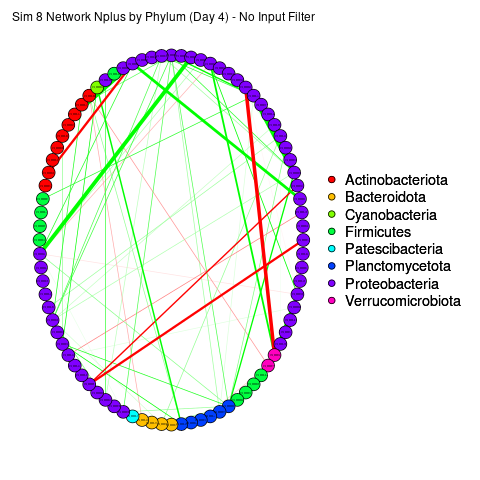 Sim 8 Network Nplus by Phylum (Day 4) - No Input Filter
Actinobacteriota
Bacteroidota
Cyanobacteria
Firmicutes
Patescibacteria
Planctomycetota
Proteobacteria
Verrucomicrobiota